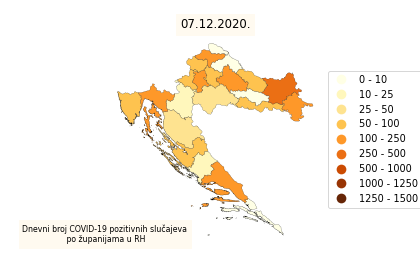 07.12.2020.
0 - 10
10 - 25
25 - 50
50 - 100
100 - 250
250 - 500
500 - 1000
1000 - 1250
1250 - 1500
Dnevni broj COVID-19 pozitivnih slučajeva
po županijama u RH